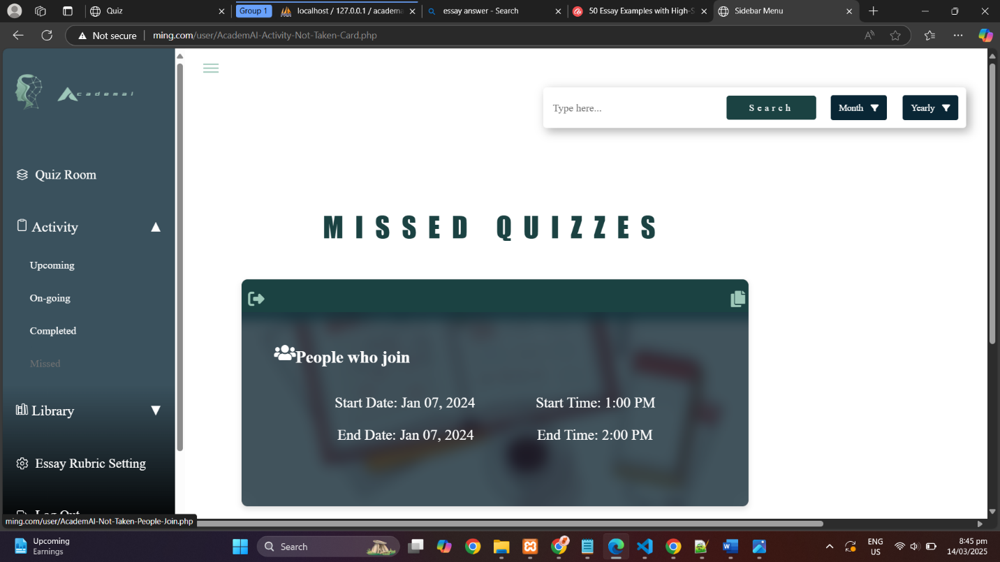 Quiz
Group 1
localhost / 127.0.0.1 / academa
essay answer - Search
50 Essay Examples with High-S
Sidebar Menu
Not secure
ming.com/user/AcademAI-Activity-Not-Taken-Card.php
cademAI
Type here...
Search
Month
Yearly
Quiz Room
MISSED QUIZZES
Activity
Upcoming
On-going
Completed
Missed
People who join
Start Date: Jan 07, 2024
Start Time: 1:00 PM
End Date: Jan 07, 2024
End Time: 2:00 PM
Library
Essay Rubric Setting
Log Out
ming.com/user/AcademAI-Not-Taken-People-Join.php
Upcoming
Earnings
Search
ENG
US
8:45 pm
14/03/2025